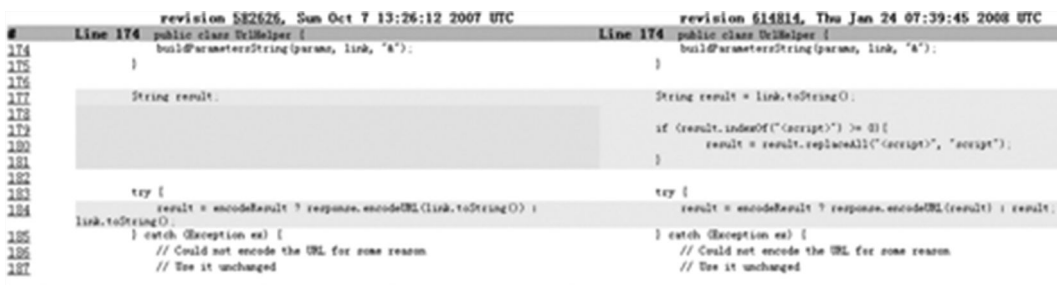 revision 582626, Sun Oct 7 13:26:12 2007 UTC revision 614814, Thu Jan 24 07:39:45 2008 UTC
# Line 174 public class UrlHelper { Line 174 public class UrlHelper {
174 buildParametersString(params, link, "&"); buildParametersString(params, link, "&");
175 } }
176
177 String result; String result = link.toString();
178
179 if (result.indexOf("<script>") >= 0){
180 result = result.replaceAll("<script>", "script");
181 }
182
183 try { try {
184 result = encodeResult ? response.encodeURL(link.toString()) : result = encodeResult ? response.encodeURL(result) : result;
link.toString();
185 } catch (Exception ex) { } catch (Exception ex) {
186 // Could not encode the URL for some reason // Could not encode the URL for some reason
187 // Use it unchanged // Use it unchanged